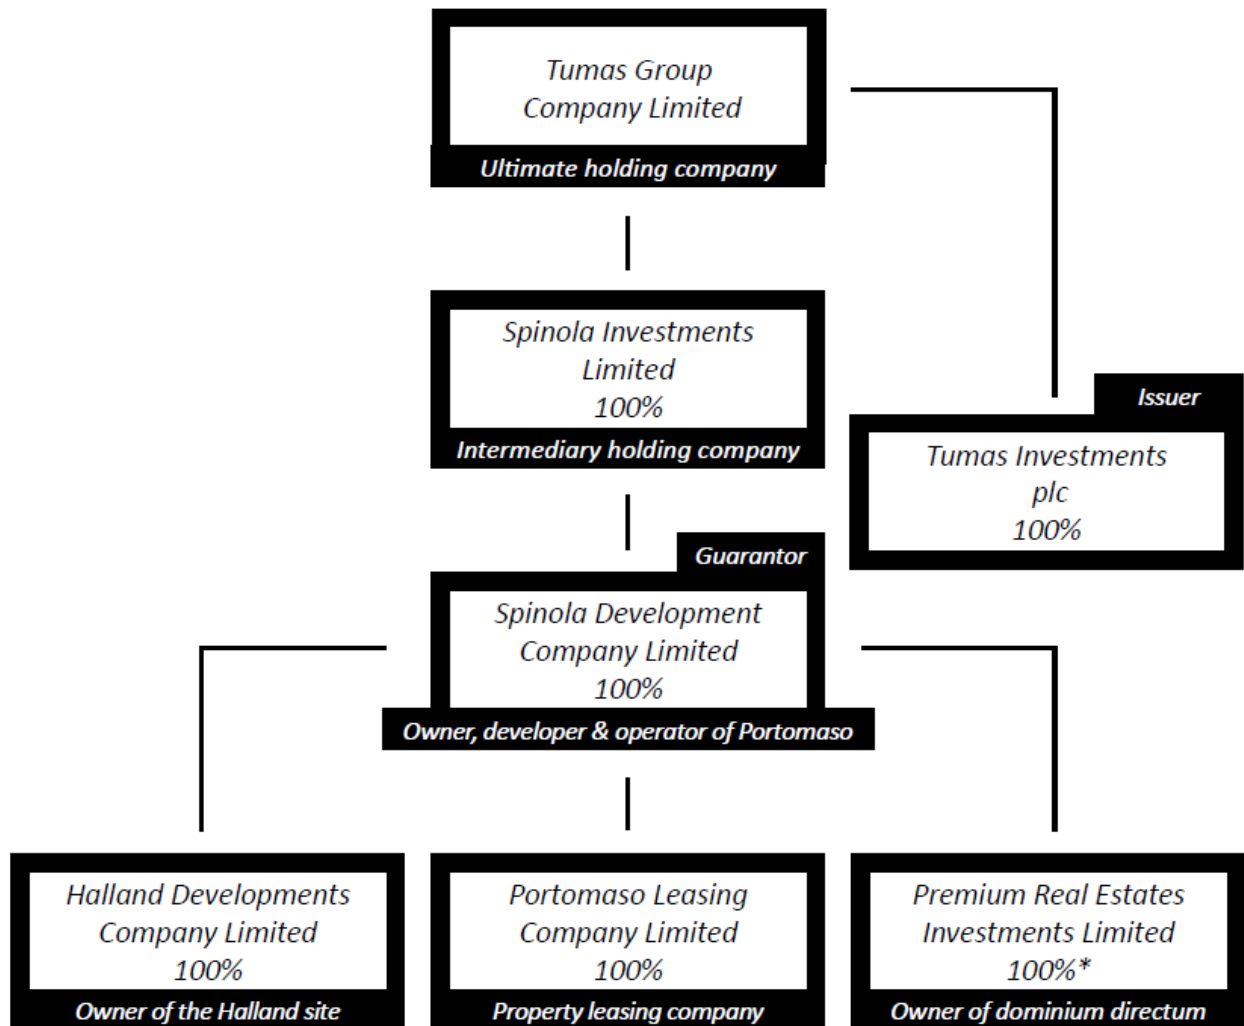 Tumas Group
Company Limited
Ultimate holding company
Spinola Investments
Limited
100%
Intermediary holding company
Issuer
Tumas Investments
plc
100%
Guarantor
Spinola Development
Company Limited
100%
Owner, developer & operator of Portomaso
Halland Developments
Company Limited
100%
Owner of the Halland site
Portomaso Leasing
Company Limited
100%
Property leasing company
Premium Real Estates
Investments Limited
100%*
Owner of dominium directum